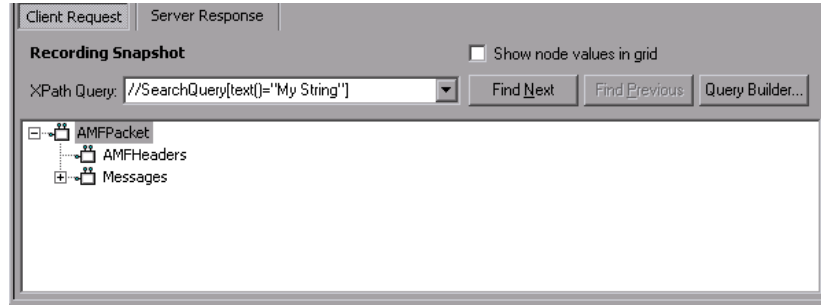 Client Request Server Response
Recording Snapshot Show node values in grid
XPath Query: //SearchQuery[text()="My String"] Find Next Find Previous Query Builder...
AMFPacket
AMFHeaders
Messages